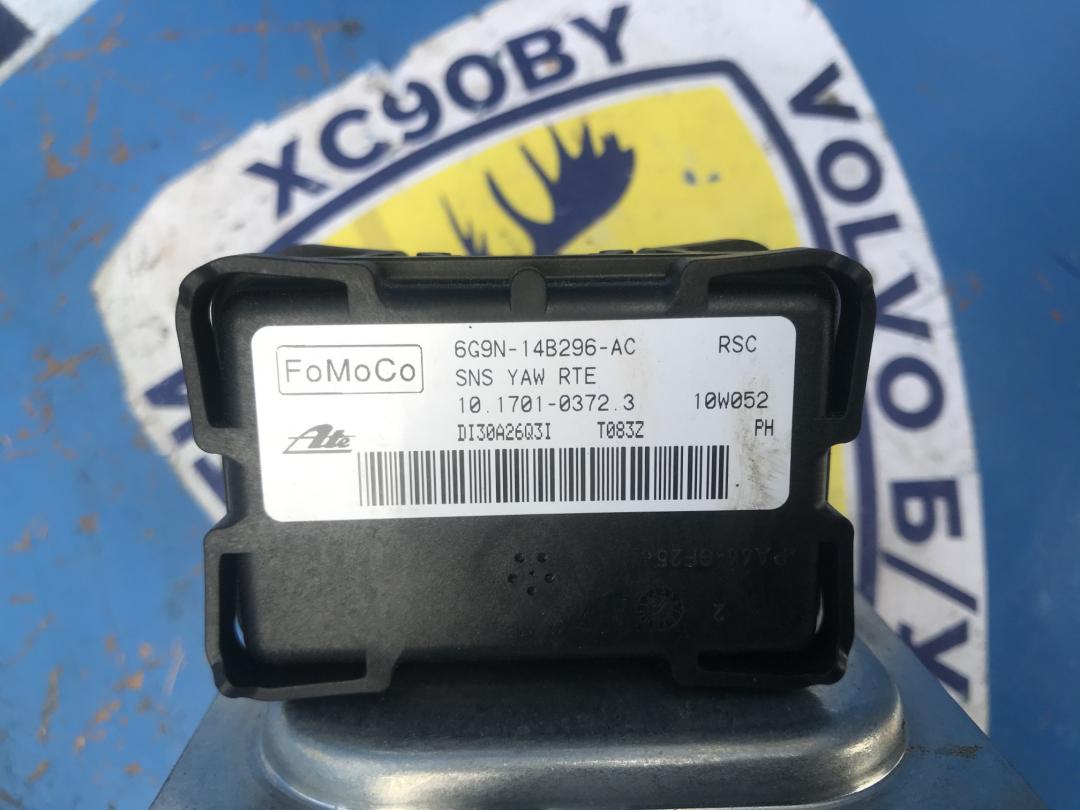 XC90BY
VOLVO Б/У
FoMoCo
6G9N-14B296-AC RSC
SNS YAW RTE
10.1701-0372.3 10W052
Ate DI30A26Q3I T083Z PH
2